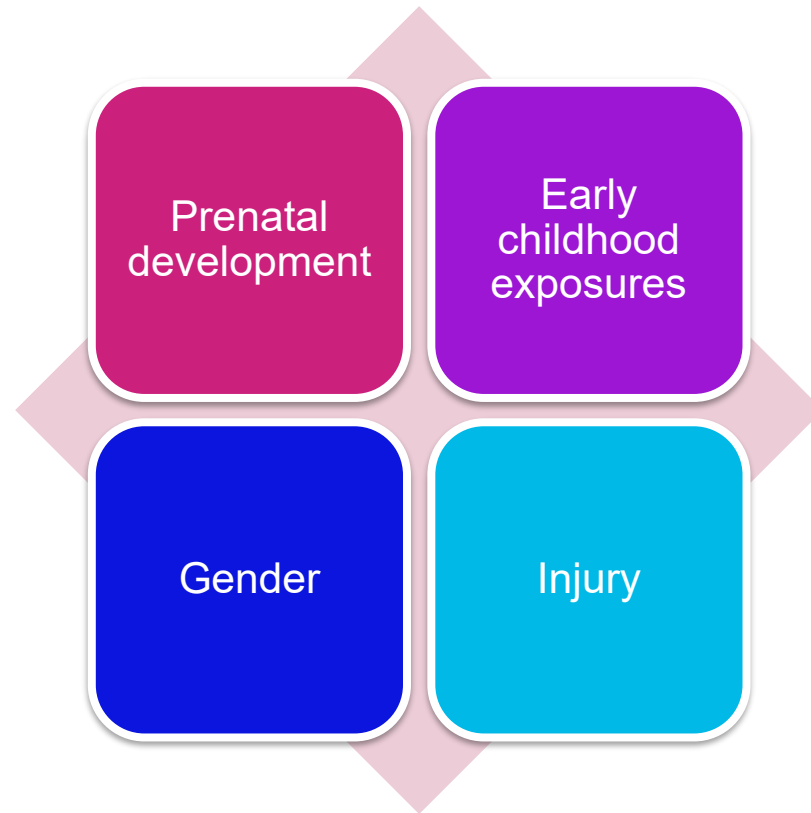 Prenatal
development
Early
childhood
exposures
Gender
Injury